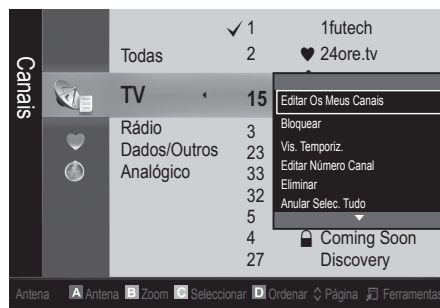 Canais
✓ 1 1futech
Todas 2 ♥ 24ore.tv
TV 15
Rádio 3
Dados/Outros 23
Analógico 33
32
5
4 Coming Soon
27 Discovery
Editar Os Meus Canais
Bloquear
Vis. Temporiz.
Editar Número Canal
Eliminar
Anular Selec. Tudo
▼
Antena A Antena B Zoom C Seleccionar D Ordenar Página Ferramentas